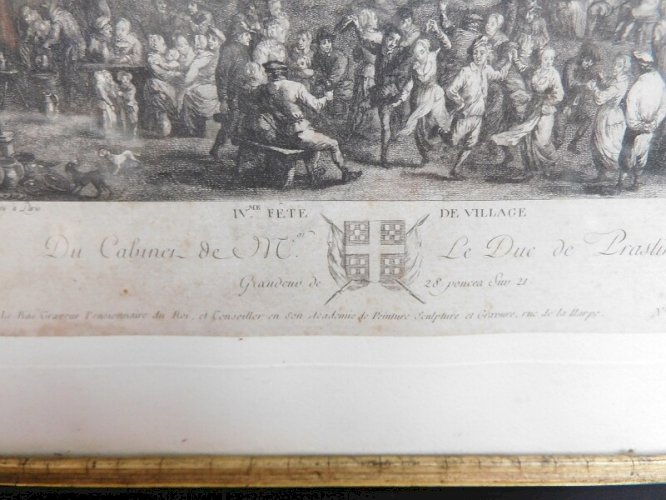 à Paris
IV.ME FÊTE DE VILLAGE
Du Cabinet de M.gr Le Duc de Praslin
Grandeur de 28 pouces Sur 21
Le Bas Graveur Pensionnaire du Roi, et Conseiller en son Académie de Peinture Sculpture et Gravure, rue de la Harpe.